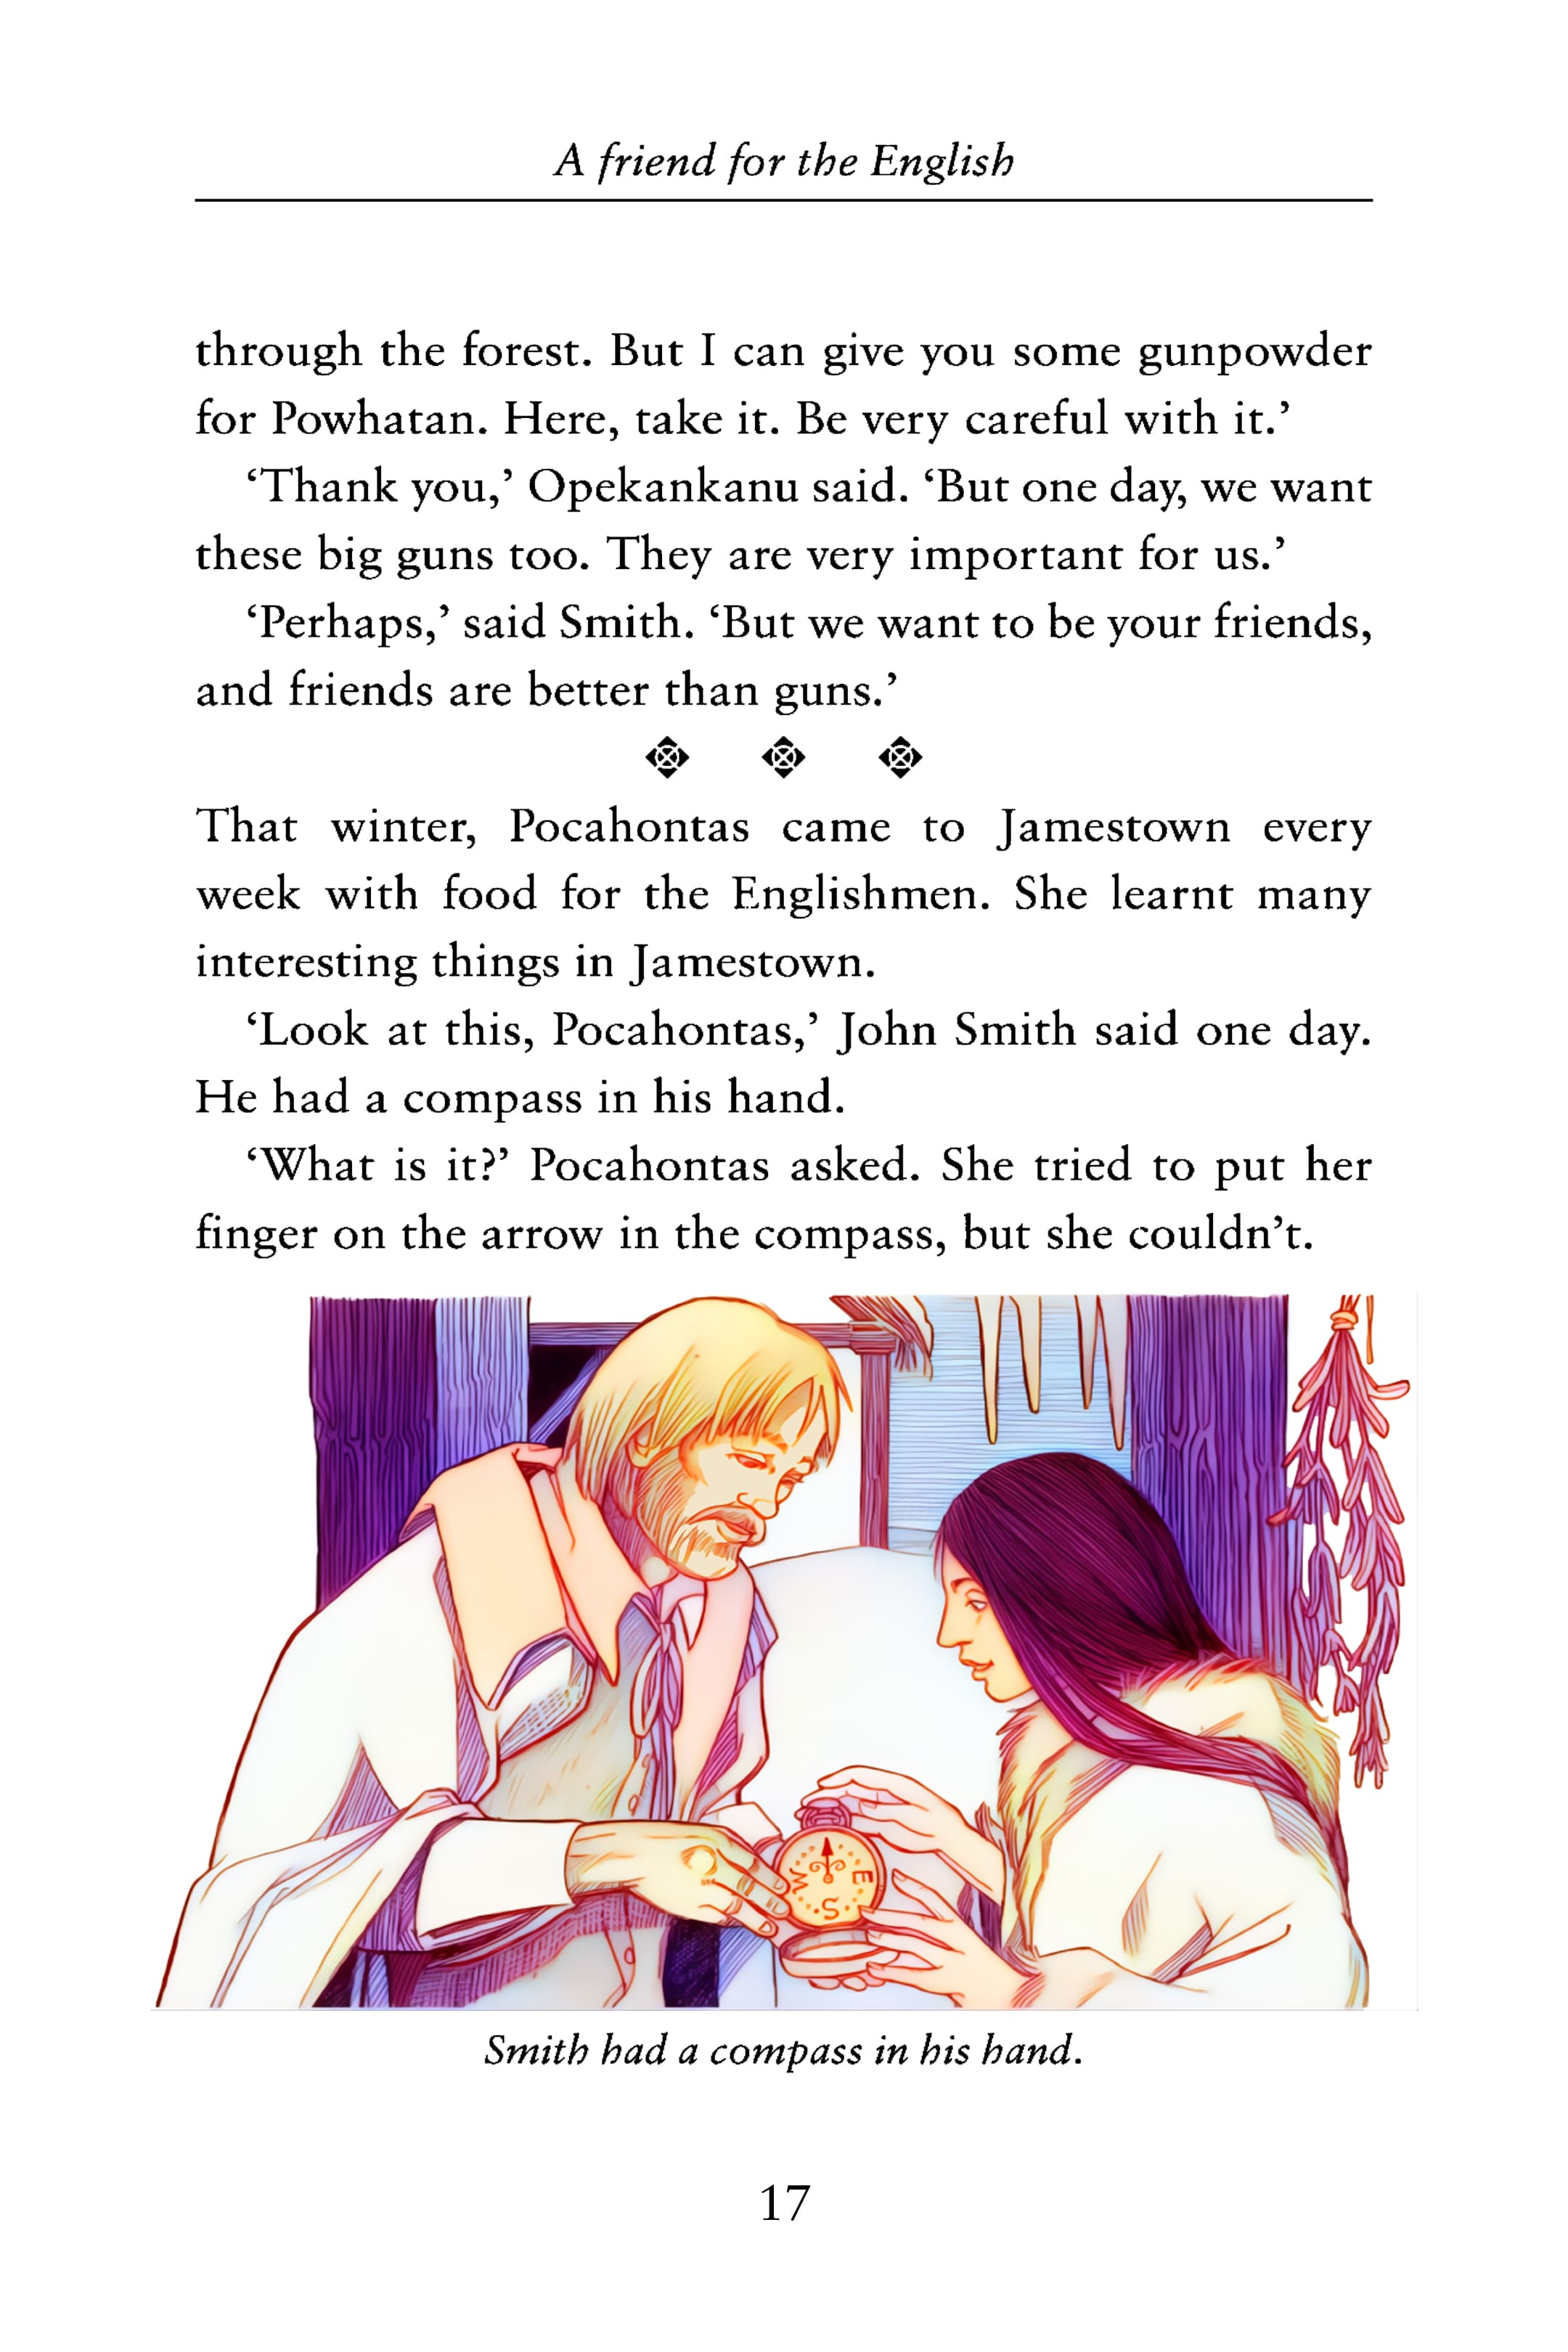 A friend for the English
through the forest. But I can give you some gunpowder
for Powhatan. Here, take it. Be very careful with it.’
‘Thank you,’ Opekankanu said. ‘But one day, we want
these big guns too. They are very important for us.’
‘Perhaps,’ said Smith. ‘But we want to be your friends,
and friends are better than guns.’
That winter, Pocahontas came to Jamestown every
week with food for the Englishmen. She learnt many
interesting things in Jamestown.
‘Look at this, Pocahontas,’ John Smith said one day.
He had a compass in his hand.
‘What is it?’ Pocahontas asked. She tried to put her
finger on the arrow in the compass, but she couldn’t.
W E
S
Smith had a compass in his hand.
17